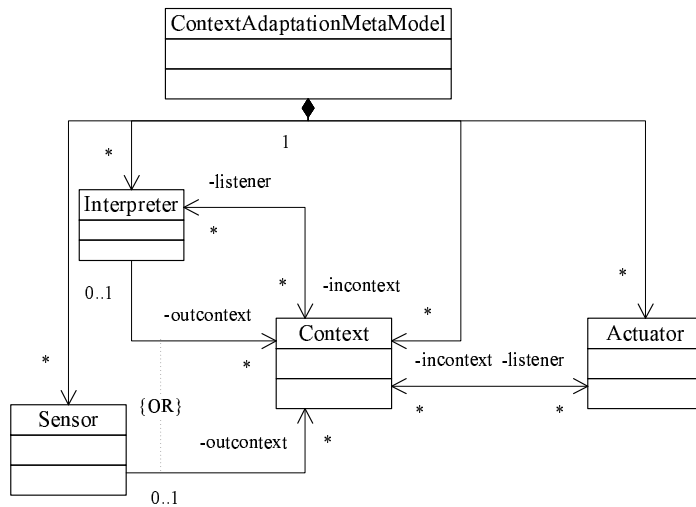 ContextAdaptationMetaModel
1
*
-listener
Interpreter
*
*
*
-incontext
0..1
-outcontext
*
Context
Actuator
*
*
-incontext -listener
{OR}
*
*
Sensor
-outcontext
*
0..1